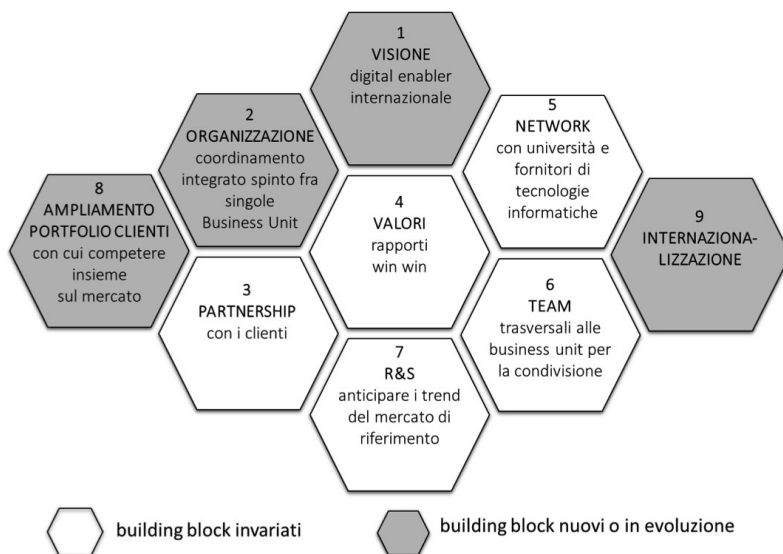 1
VISIONE
digital enabler
internazionale
2
ORGANIZZAZIONE
coordinamento
integrato spinto fra
singole
Business Unit
3
PARTNERSHIP
con i clienti
4
VALORI
rapporti
win win
5
NETWORK
con università e
fornitori di
tecnologie
informatiche
6
TEAM
trasversali alle
business unit per
la condivisione
7
R&S
anticipare i trend
del mercato di
riferimento
8
AMPLIAMENTO
PORTFOLIO CLIENTI
con cui competere
insieme
sul mercato
9
INTERNAZIONA-
LIZZAZIONE
building block invariati
building block nuovi o in evoluzione